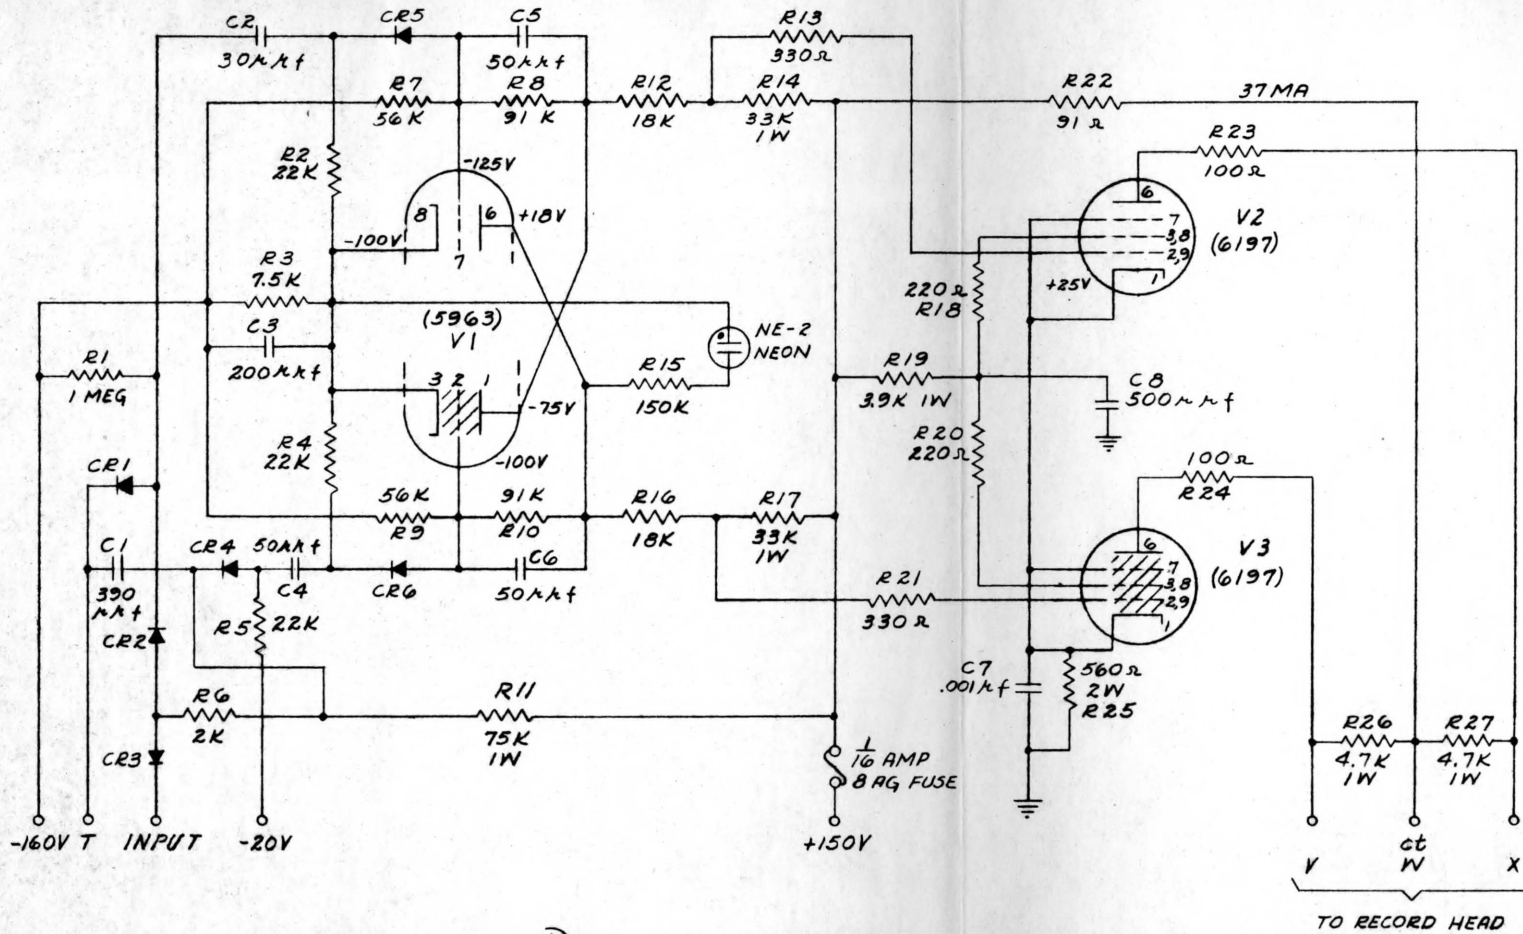 C2
30µµf
CR5
C5
50µµf
R13
330Ω
R7
56K
R8
91K
R12
18K
R14
33K
1W
R22
91Ω
37MA
R23
100Ω
R2
22K
-125V
8
6
+18V
-100V
7
6
7
3,8
2,9
1
V2
(6197)
+25V
R3
7.5K
C3
200µµf
(5963)
V1
NE-2
NEON
220Ω
R18
R1
1 MEG
3 2 1
-75V
R15
150K
R19
3.9K 1W
C8
500µµf
R4
22K
-100V
R20
220Ω
CR1
100Ω
R24
56K
R9
91K
R10
R16
18K
R17
33K
1W
C1
390
µµf
CR4
50µµf
C4
CR6
C6
50µµf
6
7
3,8
2,9
1
V3
(6197)
R21
330Ω
CR2
R5
22K
C7
.001µf
560Ω
2W
R25
R6
2K
R11
75K
1W
R26
4.7K
1W
R27
4.7K
1W
CR3
1/16 AMP
8AG FUSE
-160V T INPUT -20V
+150V
V
ct
W
X
TO RECORD HEAD